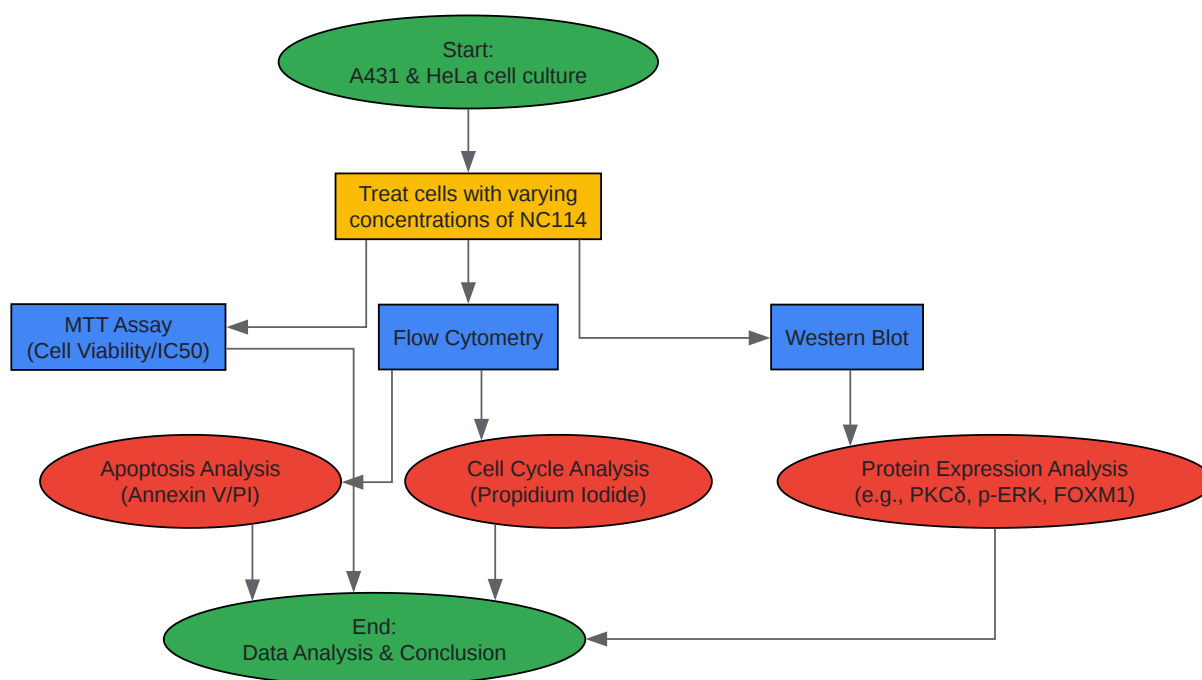 Start:
A431 & HeLa cell culture
Treat cells with varying
concentrations of NC114
MTT Assay
(Cell Viability/IC50)
Flow Cytometry
Western Blot
Apoptosis Analysis
(Annexin V/PI)
Cell Cycle Analysis
(Propidium Iodide)
Protein Expression Analysis
(e.g., PKCδ, p-ERK, FOXM1)
End:
Data Analysis & Conclusion